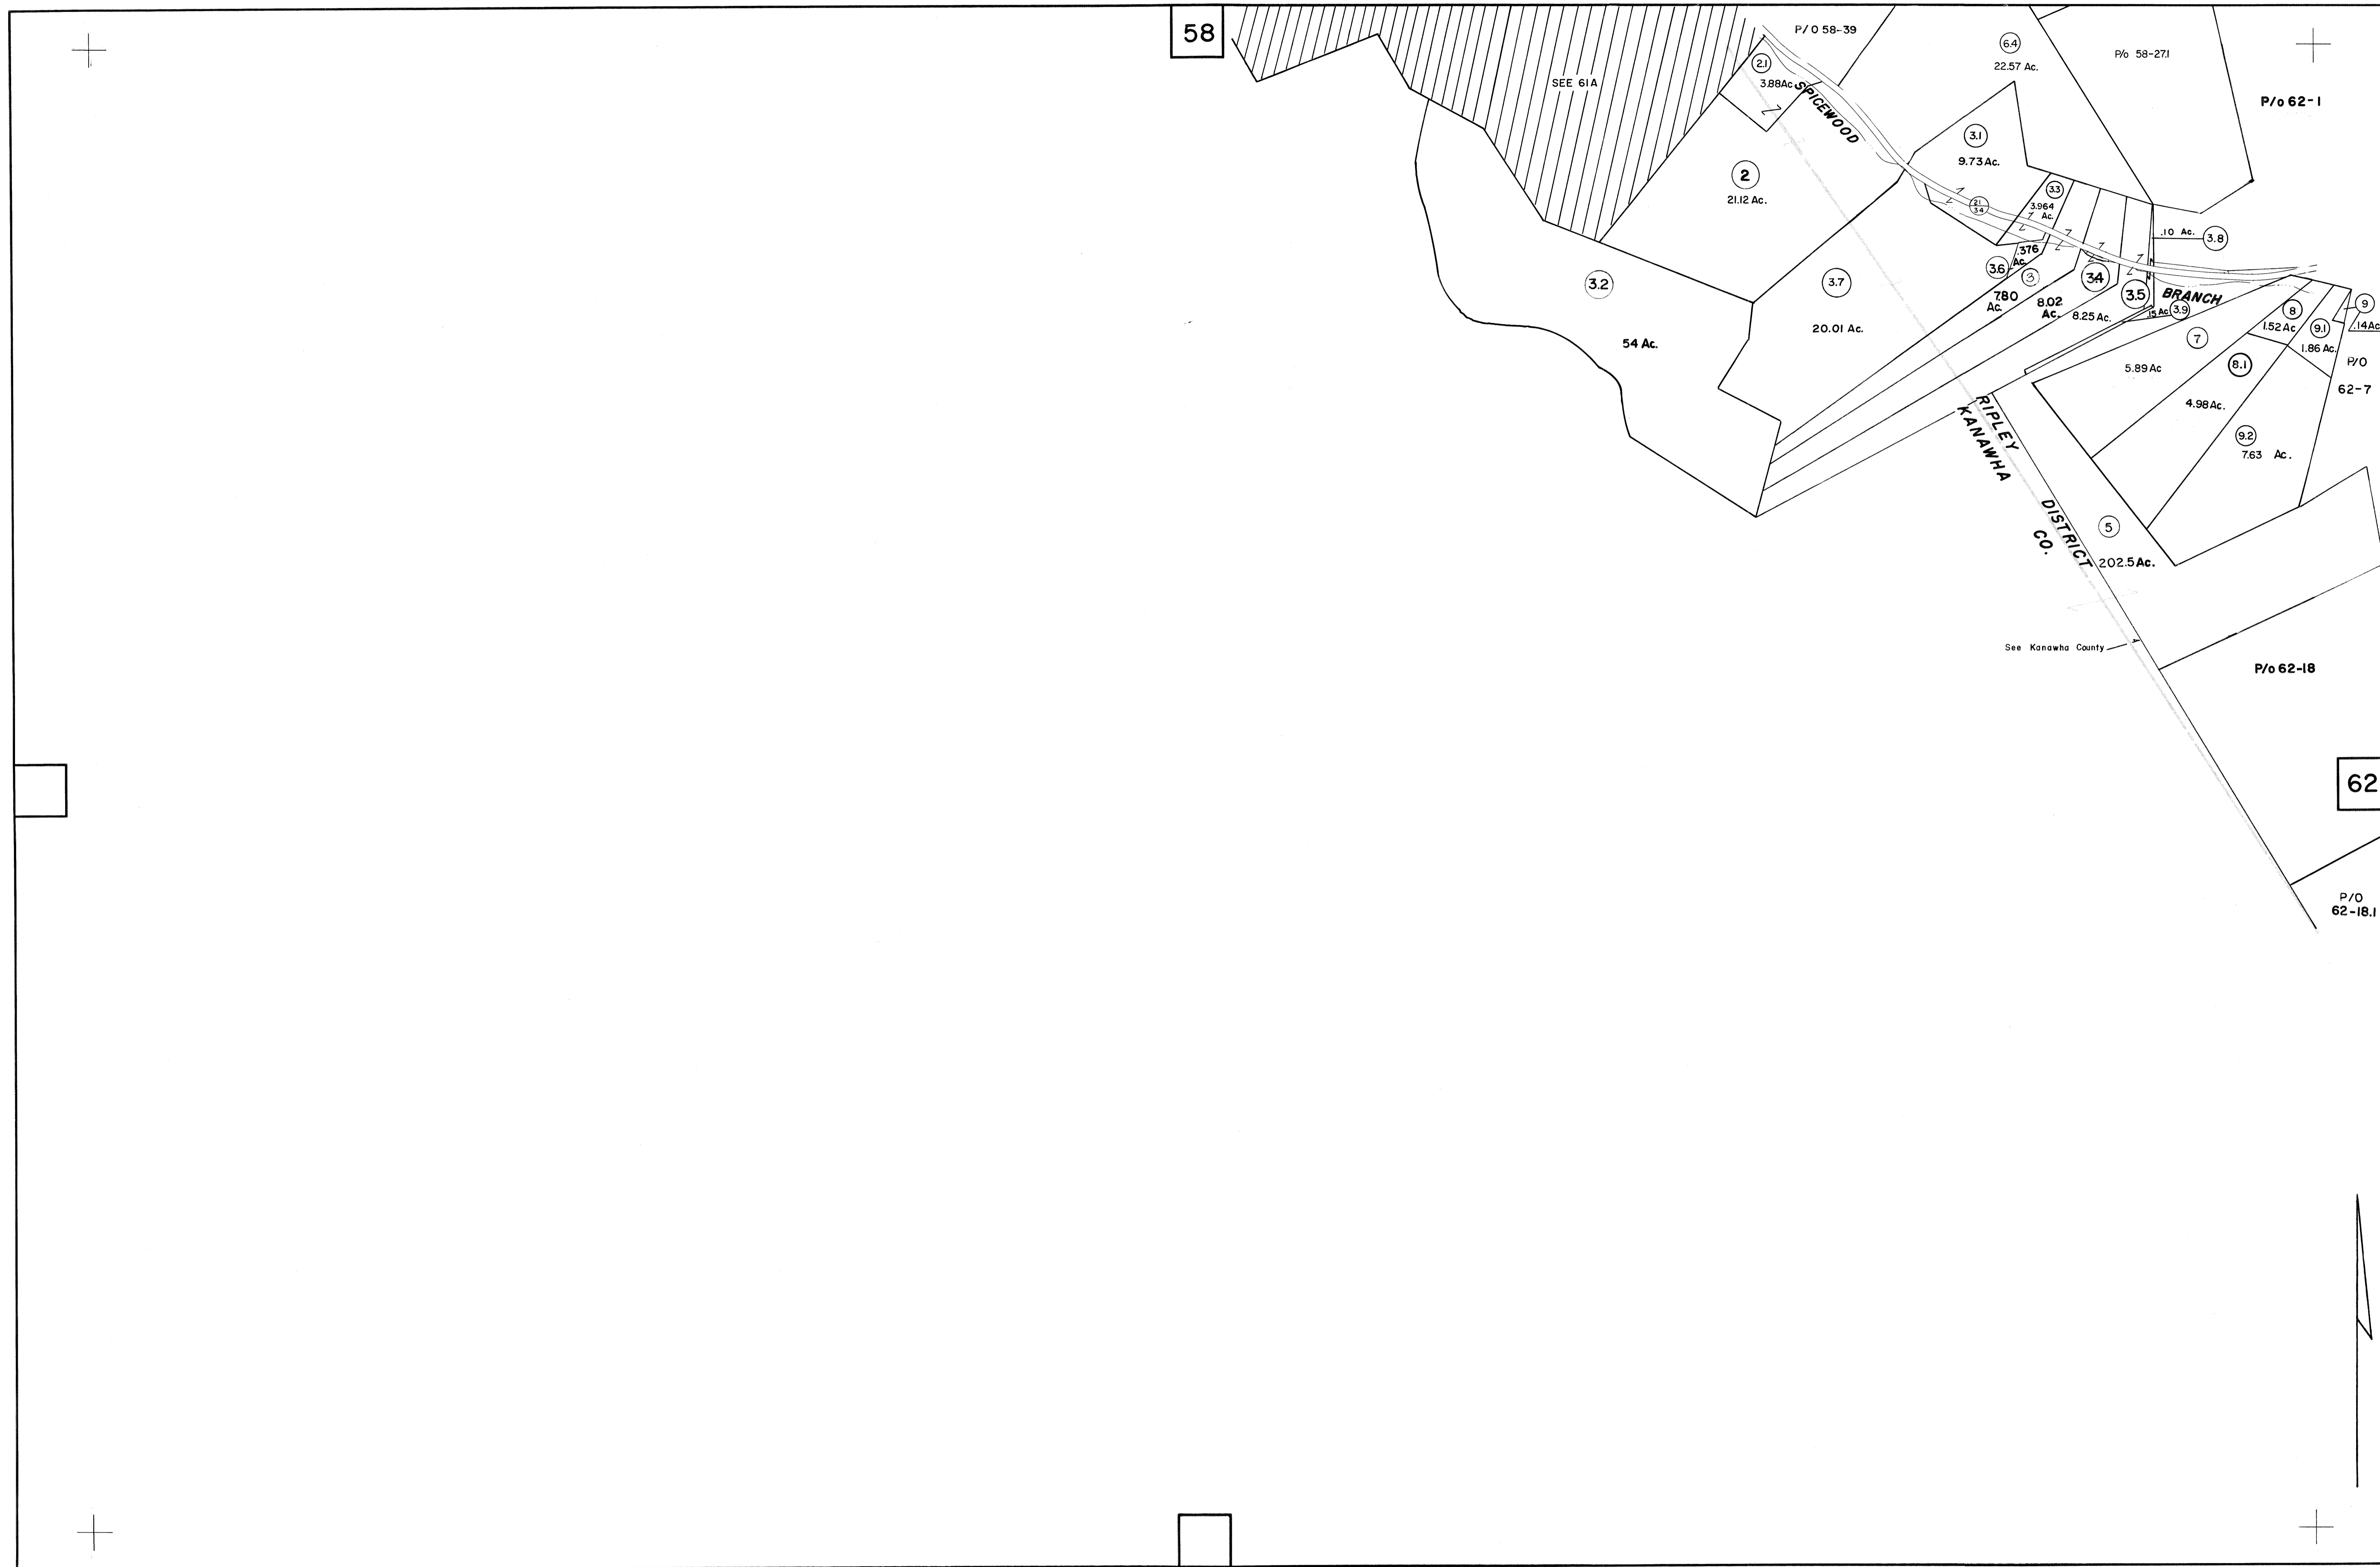 58
P/O 58-39
6.4
22.57 Ac.
P/o 58-27.1
P/o 62-1
SEE 61A
2.1
3.88Ac
SPICEWOOD
3.1
9.73 Ac.
2
21.12 Ac.
3.3
3.964
Ac.
21
34
.10 Ac.
3.8
.376
Ac.
3.6
3
3.4
3.5
BRANCH
3.2
3.7
7.80
Ac.
8.02
Ac.
8.25 Ac.
.15 Ac
3.9
8
1.52 Ac
9
.14Ac
9.1
1.86 Ac.
20.01 Ac.
54 Ac.
7
5.89 Ac
8.1
4.98 Ac.
P/O
62-7
9.2
7.63 Ac.
RIPLEY DISTRICT
KANAWHA CO.
5
202.5 Ac.
See Kanawha County
P/o 62-18
62
P/O
62-18.1